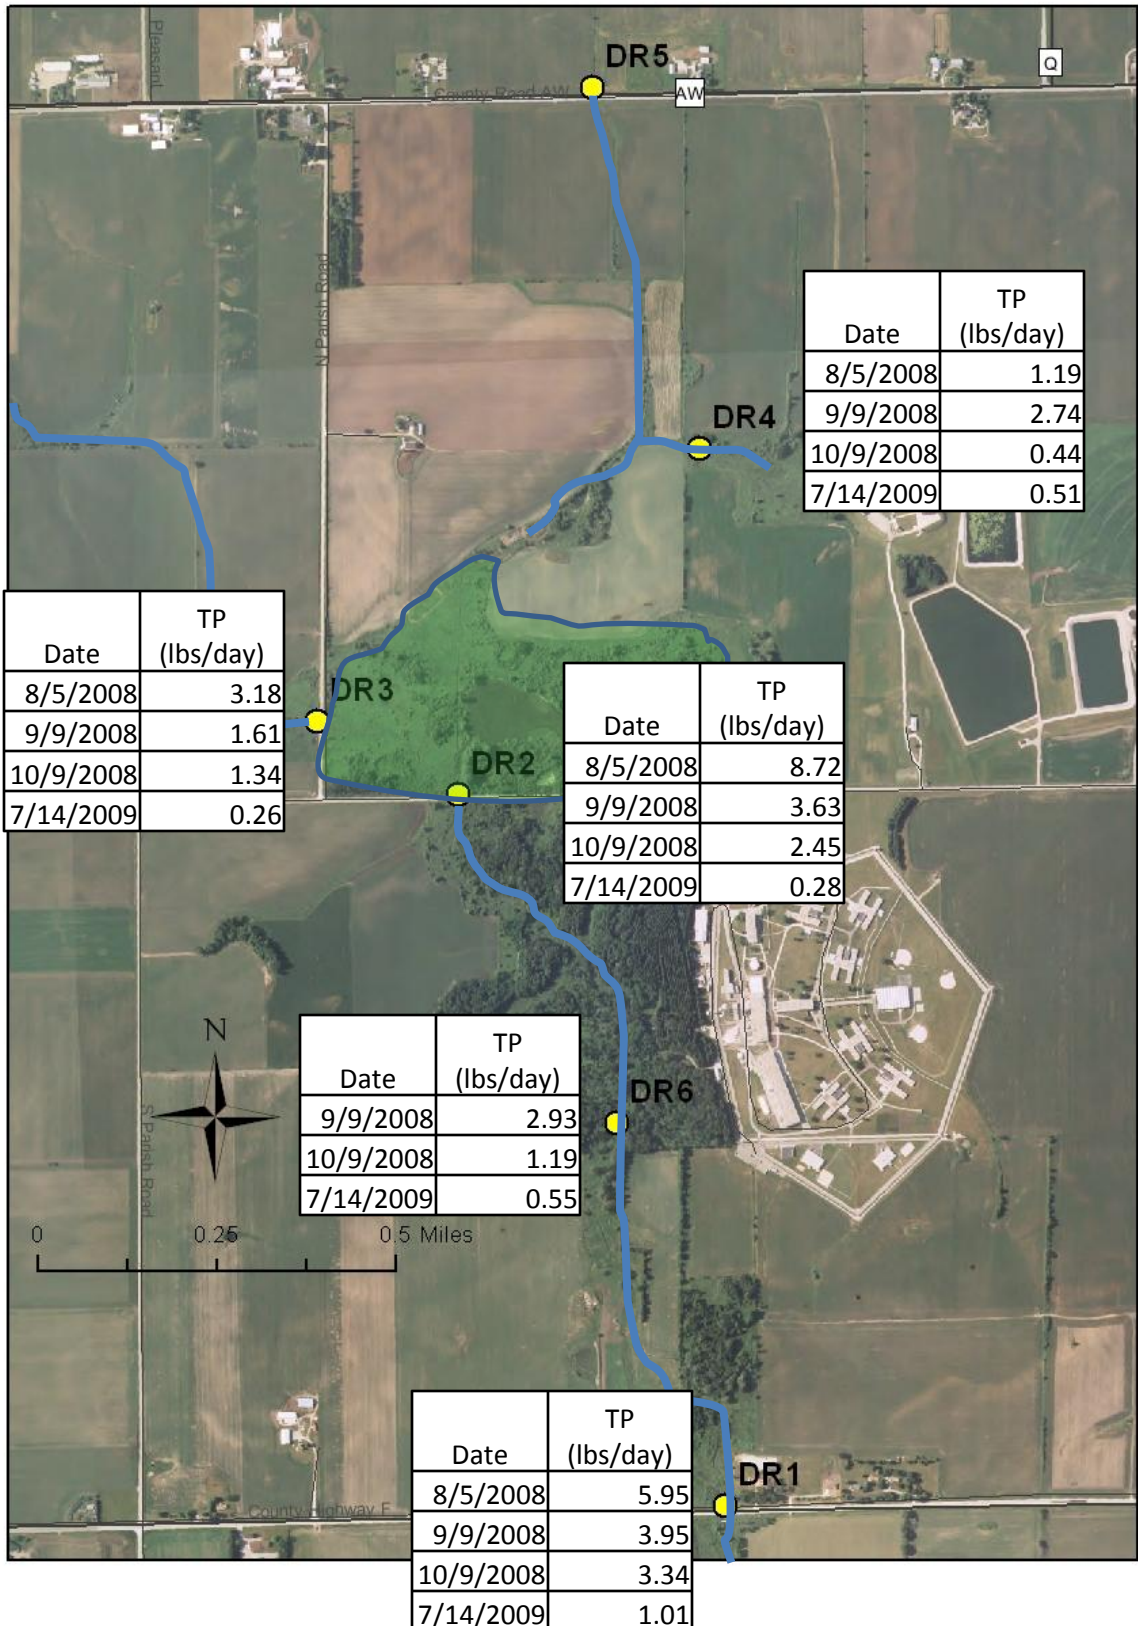 Pleasant
DR5
Q
County Road AW
AW
N Parish Road
TP
Date (lbs/day)
8/5/2008 1.19
9/9/2008 2.74
10/9/2008 0.44
7/14/2009 0.51
DR4
TP
Date (lbs/day)
8/5/2008 3.18
9/9/2008 1.61
10/9/2008 1.34
7/14/2009 0.26
DR3
DR2
TP
Date (lbs/day)
8/5/2008 8.72
9/9/2008 3.63
10/9/2008 2.45
7/14/2009 0.28
N
S Parish Road
TP
Date (lbs/day)
9/9/2008 2.93
10/9/2008 1.19
7/14/2009 0.55
DR6
0 0.25 0.5 Miles
TP
Date (lbs/day)
8/5/2008 5.95
9/9/2008 3.95
10/9/2008 3.34
7/14/2009 1.01
DR1
County Highway F